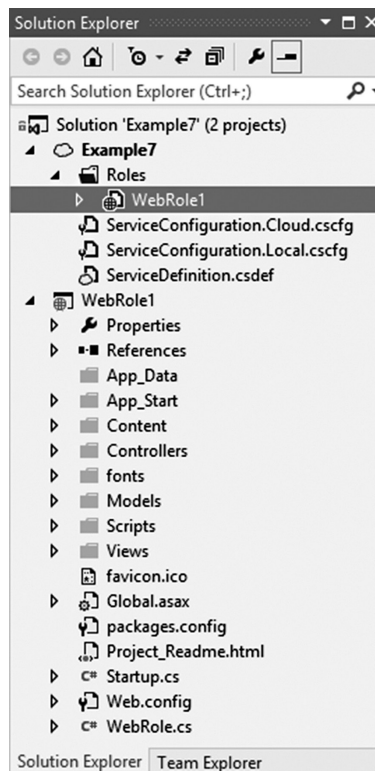 Solution Explorer
Search Solution Explorer (Ctrl+;)
Solution 'Example7' (2 projects)
Example7
Roles
WebRole1
ServiceConfiguration.Cloud.cscfg
ServiceConfiguration.Local.cscfg
ServiceDefinition.csdef
WebRole1
Properties
References
App_Data
App_Start
Content
Controllers
fonts
Models
Scripts
Views
favicon.ico
Global.asax
packages.config
Project_Readme.html
C# Startup.cs
Web.config
C# WebRole.cs
Solution Explorer Team Explorer